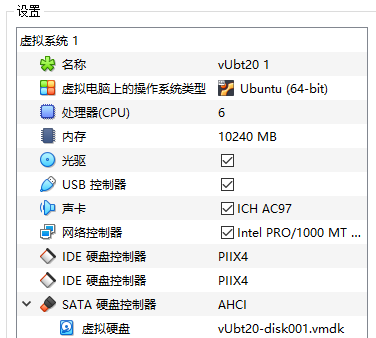 设置
虚拟系统 1
名称 vUbt20 1
虚拟电脑上的操作系统类型 Ubuntu (64-bit)
处理器(CPU) 6
内存 10240 MB
光驱
USB 控制器
声卡 ICH AC97
网络控制器 Intel PRO/1000 MT ...
IDE 硬盘控制器 PIIX4
IDE 硬盘控制器 PIIX4
SATA 硬盘控制器 AHCI
虚拟硬盘 vUbt20-disk001.vmdk